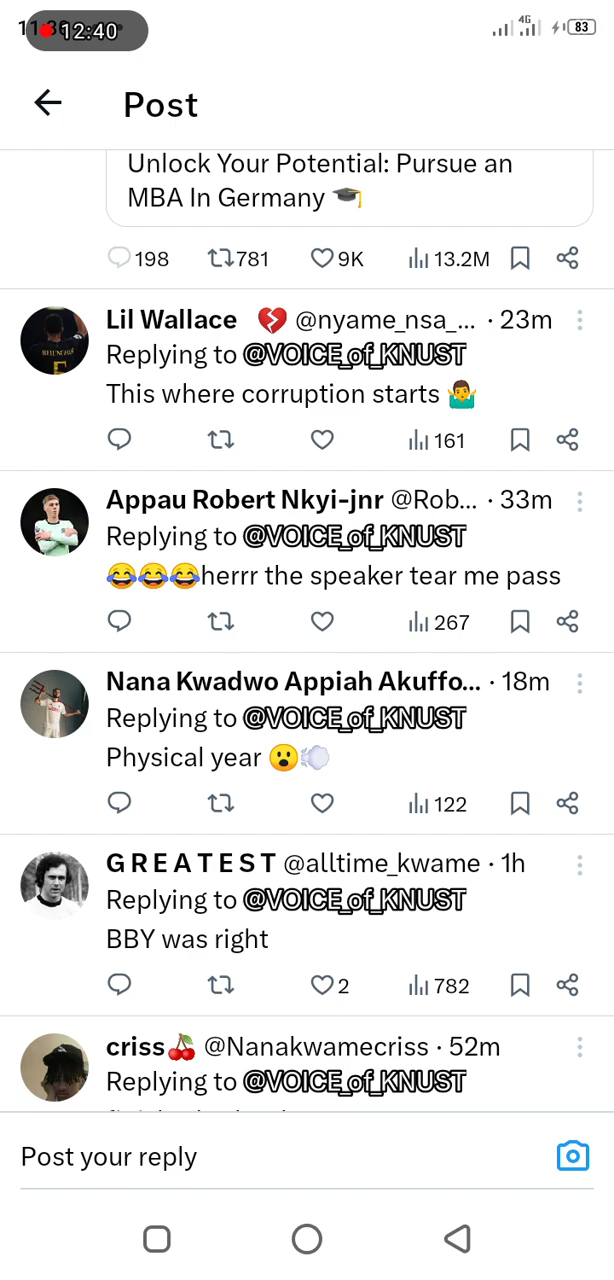 12:40
4G
83
Post
Unlock Your Potential: Pursue an
MBA In Germany 🎓
198 781 9K 13.2M
Lil Wallace 💔 @nyame_nsa_... · 23m
Replying to @VOICE_of_KNUST
This where corruption starts 🤷‍♂️
161
Appau Robert Nkyi-jnr @Rob... · 33m
Replying to @VOICE_of_KNUST
😂😂😂herrr the speaker tear me pass
267
Nana Kwadwo Appiah Akuffo... · 18m
Replying to @VOICE_of_KNUST
Physical year 😮‍💨
122
G R E A T E S T @alltime_kwame · 1h
Replying to @VOICE_of_KNUST
BBY was right
2 782
criss🍒 @Nanakwamecriss · 52m
Replying to @VOICE_of_KNUST
Post your reply